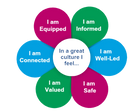 I am
Equipped
I am
Informed
I am
Connected
In a great
culture I
feel...
I am
Well-Led
I am
Valued
I am
Safe